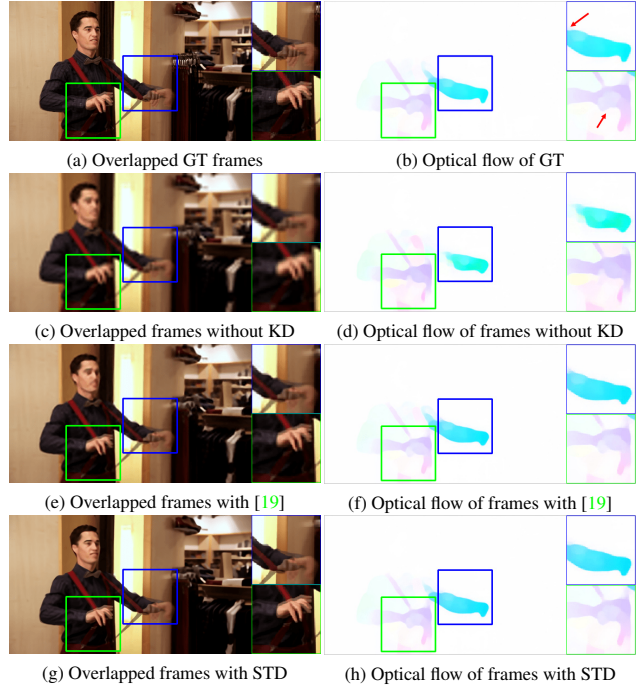 (a) Overlapped GT frames
(b) Optical flow of GT
(c) Overlapped frames without KD
(d) Optical flow of frames without KD
(e) Overlapped frames with [19]
(f) Optical flow of frames with [19]
(g) Overlapped frames with STD
(h) Optical flow of frames with STD